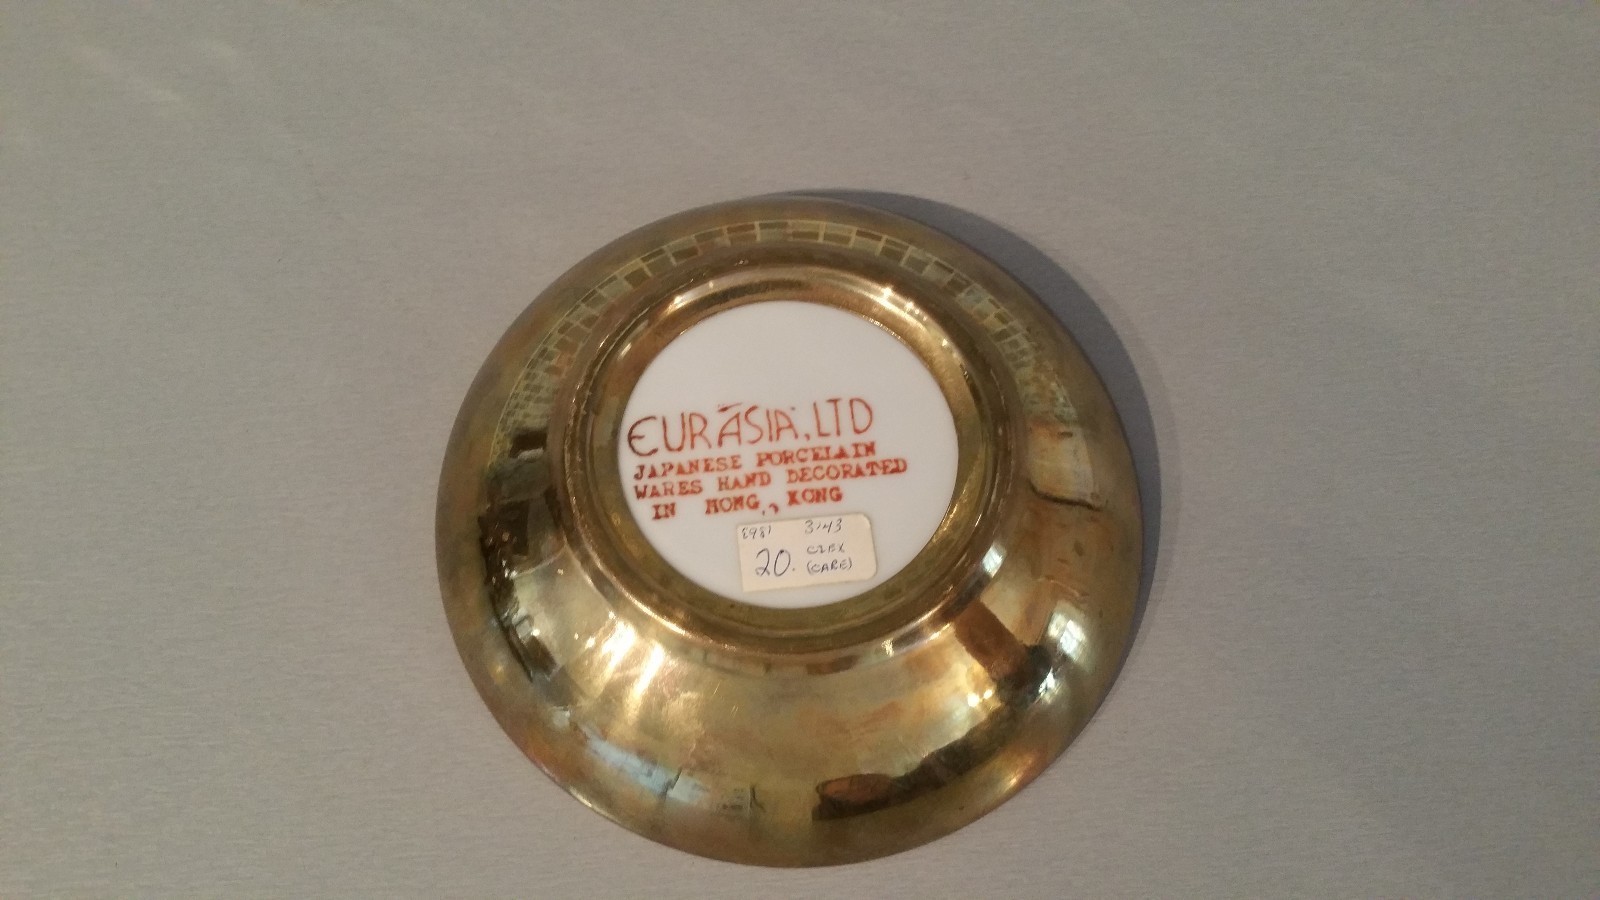 EURASIA, LTD
JAPANESE PORCELAIN
WARES HAND DECORATED
IN HONG, KONG
3-43
20.
(CARE)